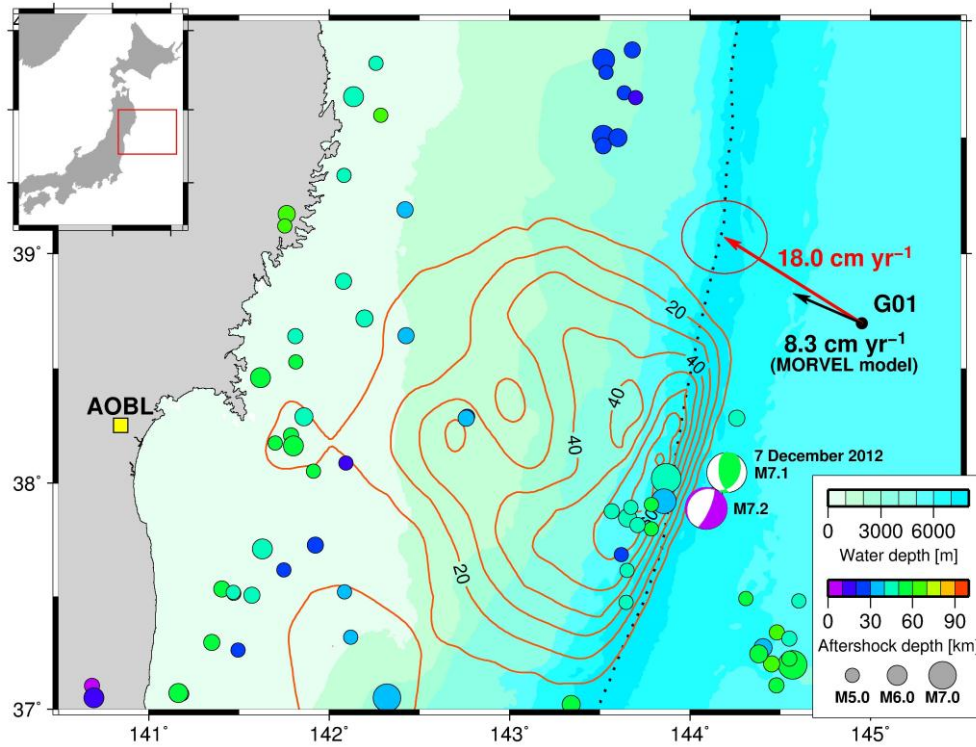 39°
38°
37°
141°
142°
143°
144°
145°
20
40
40
40
20
18.0 cm yr⁻¹
G01
8.3 cm yr⁻¹
(MORVEL model)
AOBL
7 December 2012
M7.1
M7.2
0 3000 6000
Water depth [m]
0 30 60 90
Aftershock depth [km]
M5.0 M6.0 M7.0